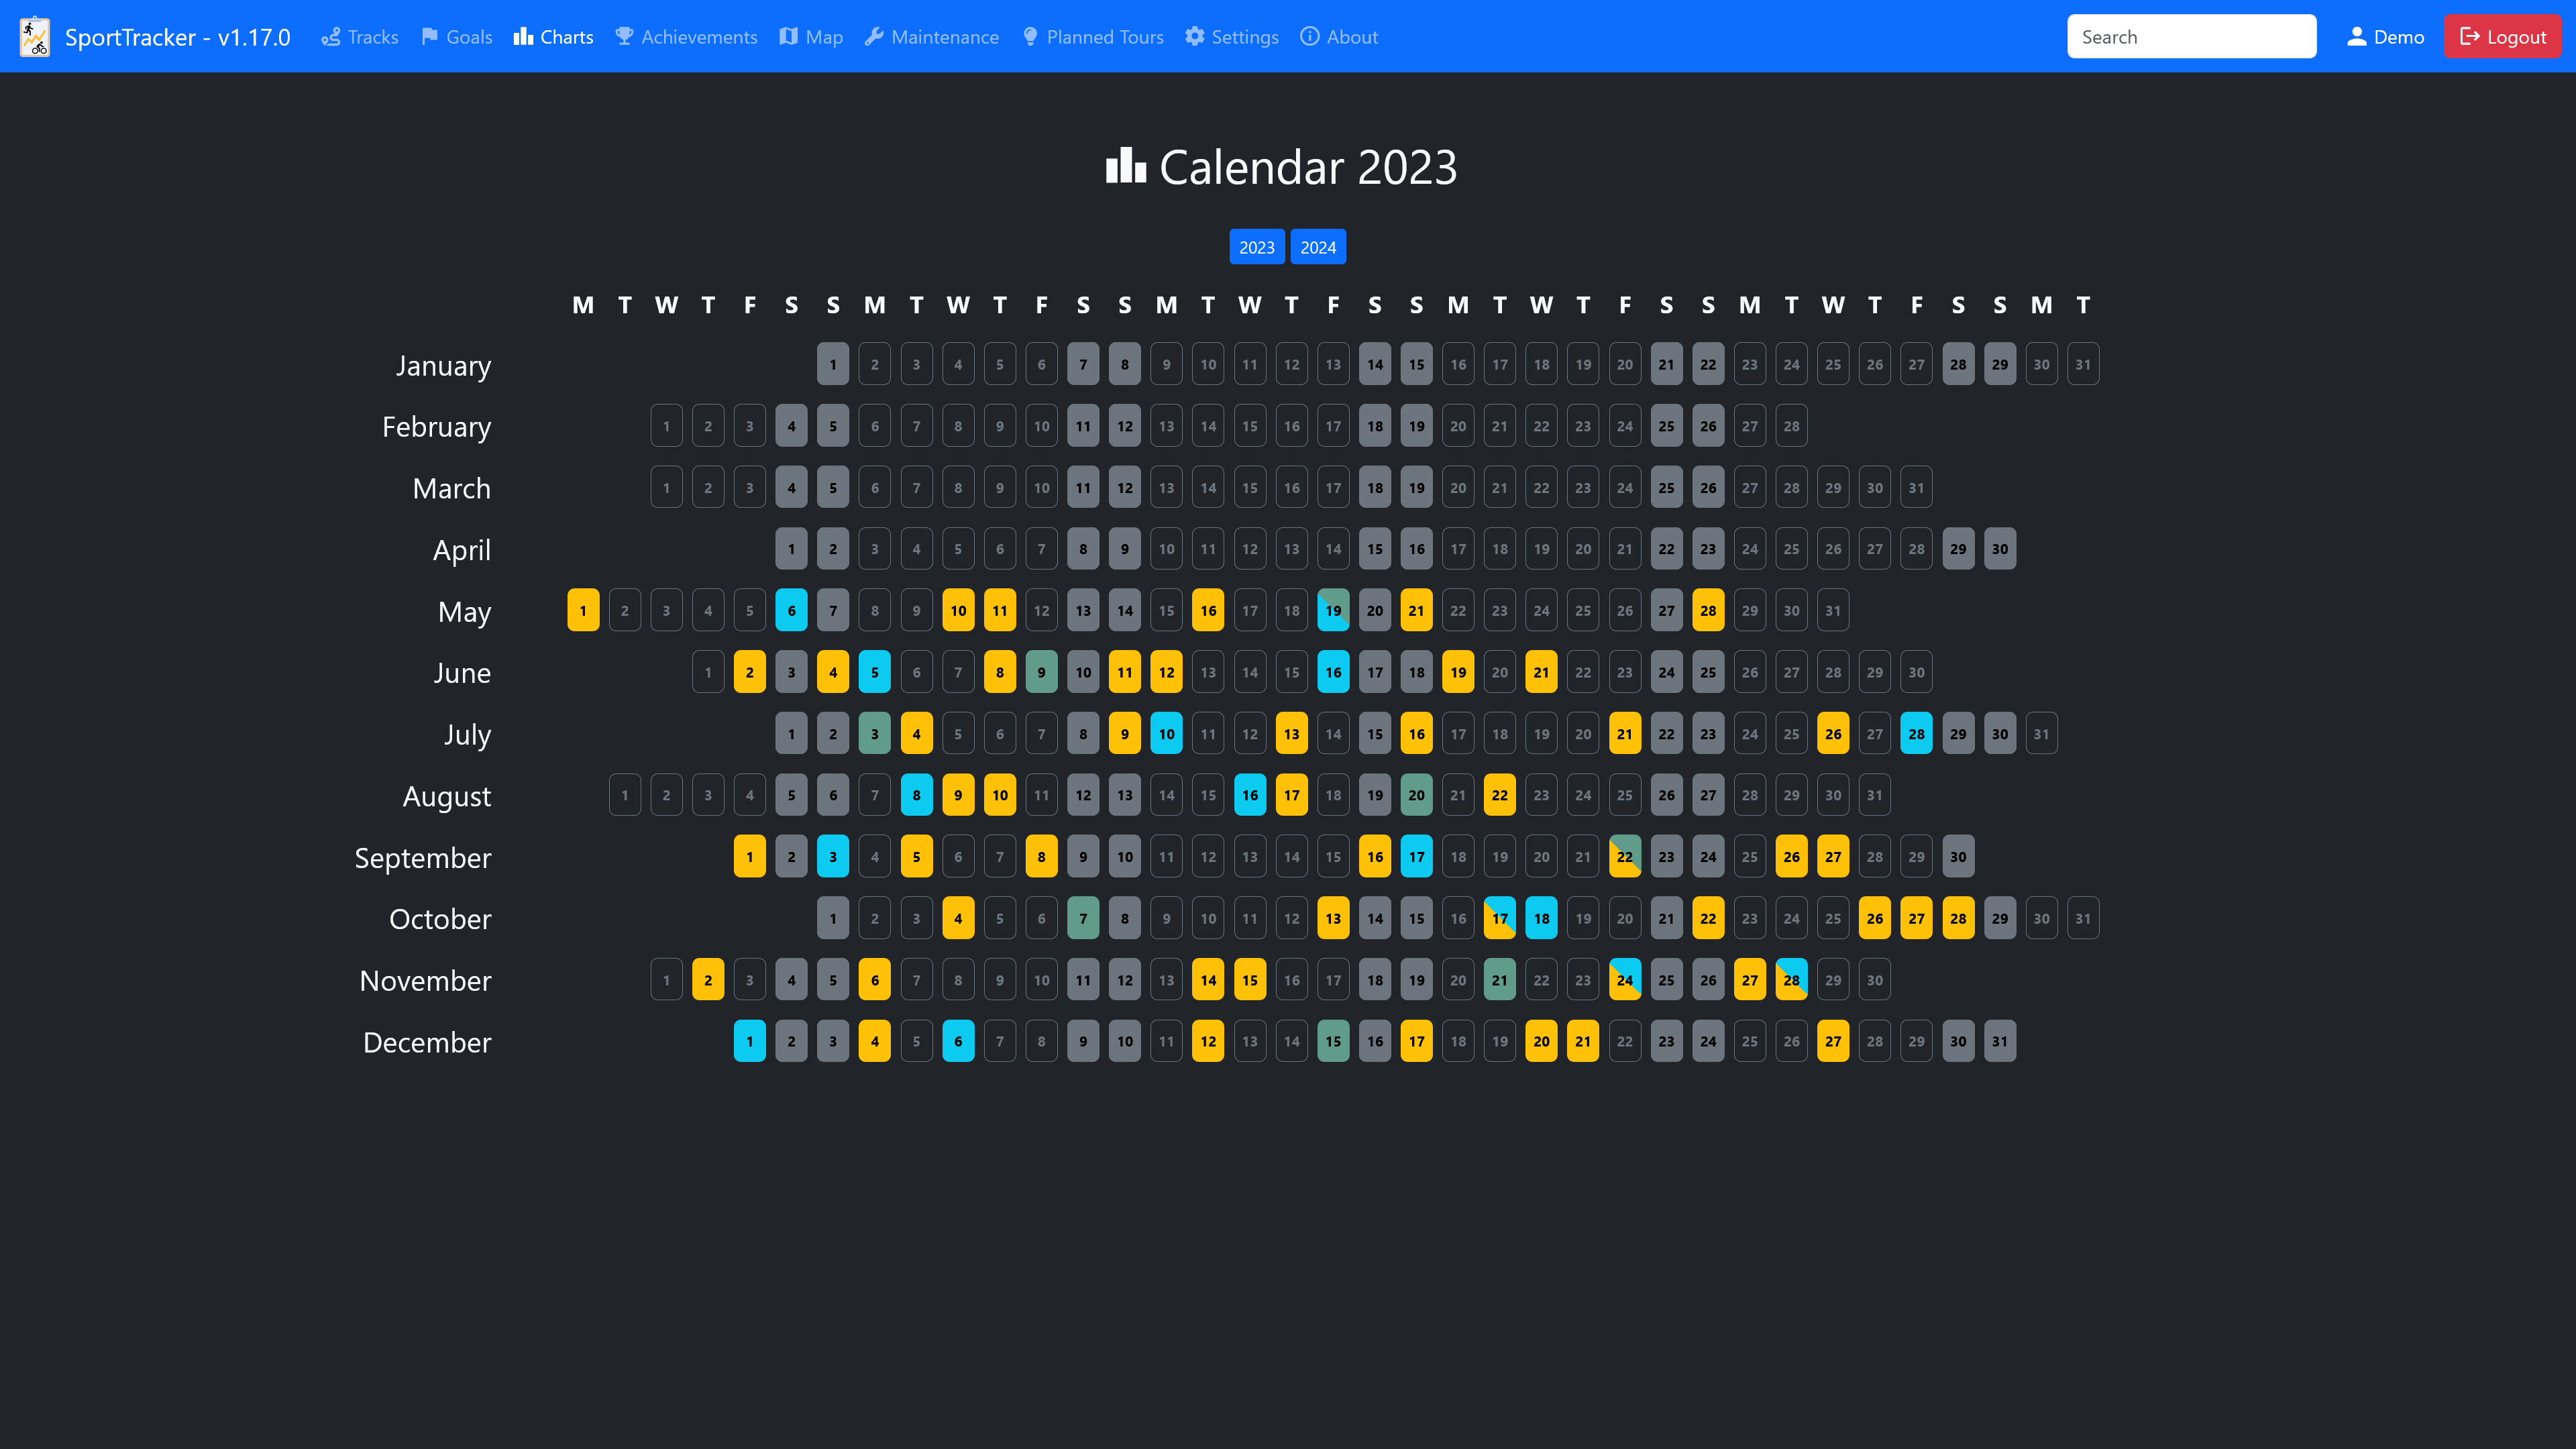 SportTracker - v1.17.0 Tracks Goals Charts Achievements Map Maintenance Planned Tours Settings About Search Demo Logout
Calendar 2023
2023 2024
M T W T F S S M T W T F S S M T W T F S S M T W T F S S M T W T F S S M T
January 1 2 3 4 5 6 7 8 9 10 11 12 13 14 15 16 17 18 19 20 21 22 23 24 25 26 27 28 29 30 31
February 1 2 3 4 5 6 7 8 9 10 11 12 13 14 15 16 17 18 19 20 21 22 23 24 25 26 27 28
March 1 2 3 4 5 6 7 8 9 10 11 12 13 14 15 16 17 18 19 20 21 22 23 24 25 26 27 28 29 30 31
April 1 2 3 4 5 6 7 8 9 10 11 12 13 14 15 16 17 18 19 20 21 22 23 24 25 26 27 28 29 30
May 1 2 3 4 5 6 7 8 9 10 11 12 13 14 15 16 17 18 19 20 21 22 23 24 25 26 27 28 29 30 31
June 1 2 3 4 5 6 7 8 9 10 11 12 13 14 15 16 17 18 19 20 21 22 23 24 25 26 27 28 29 30
July 1 2 3 4 5 6 7 8 9 10 11 12 13 14 15 16 17 18 19 20 21 22 23 24 25 26 27 28 29 30 31
August 1 2 3 4 5 6 7 8 9 10 11 12 13 14 15 16 17 18 19 20 21 22 23 24 25 26 27 28 29 30 31
September 1 2 3 4 5 6 7 8 9 10 11 12 13 14 15 16 17 18 19 20 21 22 23 24 25 26 27 28 29 30
October 1 2 3 4 5 6 7 8 9 10 11 12 13 14 15 16 17 18 19 20 21 22 23 24 25 26 27 28 29 30 31
November 1 2 3 4 5 6 7 8 9 10 11 12 13 14 15 16 17 18 19 20 21 22 23 24 25 26 27 28 29 30
December 1 2 3 4 5 6 7 8 9 10 11 12 13 14 15 16 17 18 19 20 21 22 23 24 25 26 27 28 29 30 31